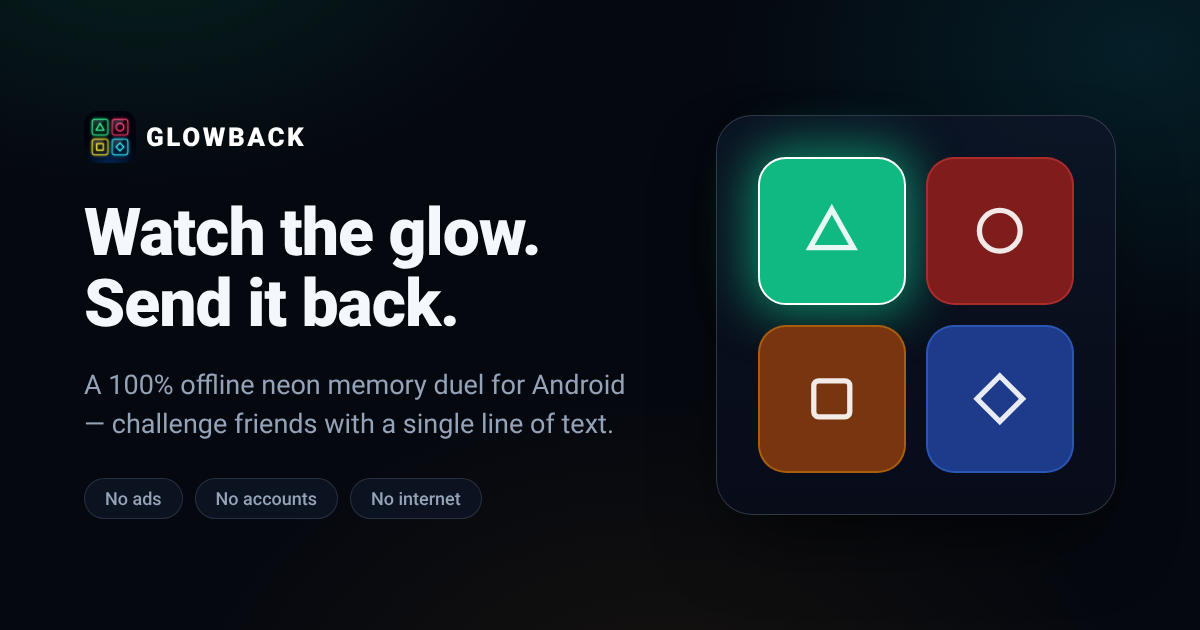 GLOWBACK
Watch the glow.
Send it back.
A 100% offline neon memory duel for Android
— challenge friends with a single line of text.
No ads
No accounts
No internet